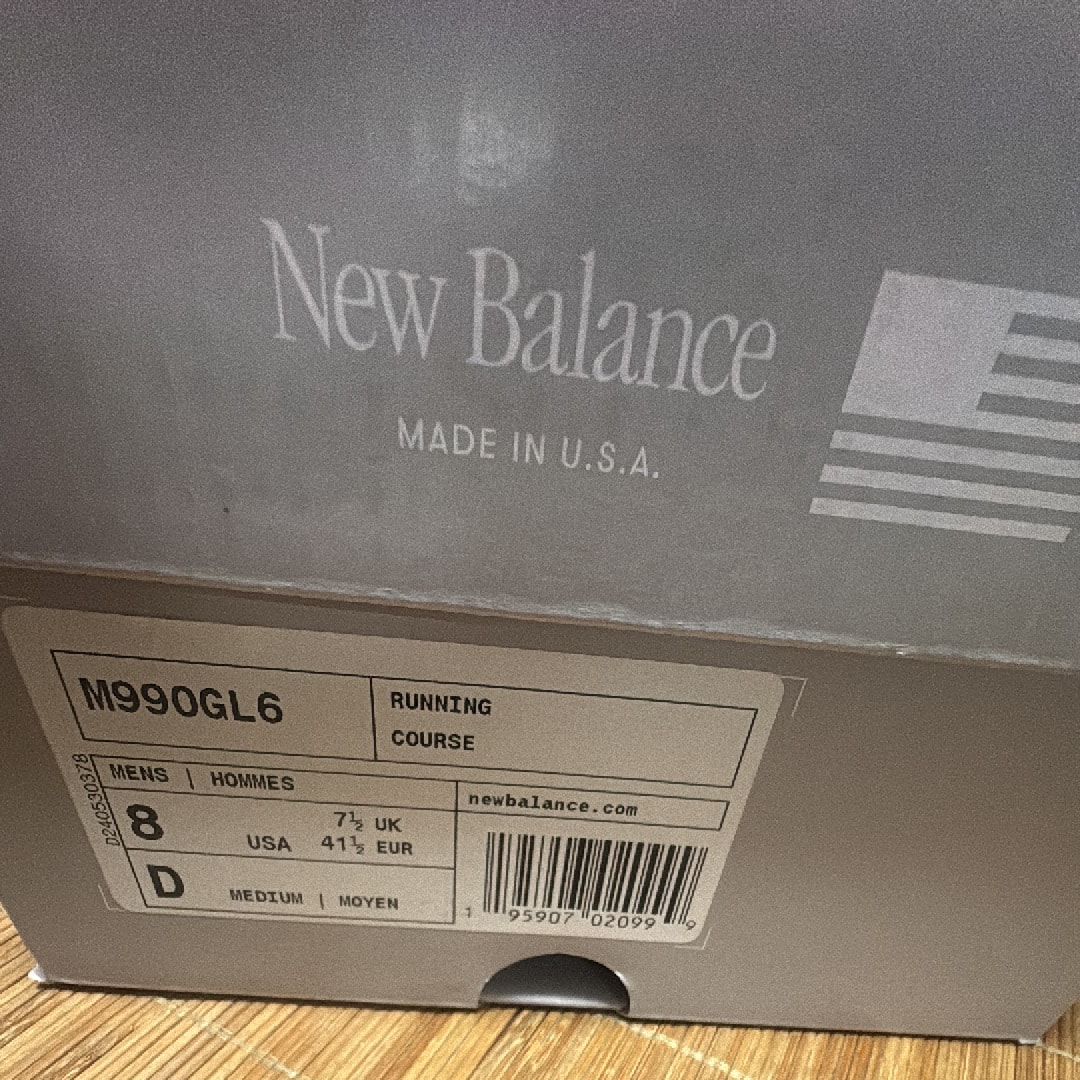 New Balance
MADE IN U.S.A.
M990GL6
RUNNING
COURSE
D240530378
MENS | HOMMES
8
7½ UK
USA 41½ EUR
D
MEDIUM | MOYEN
newbalance.com
1 95907 02099 9